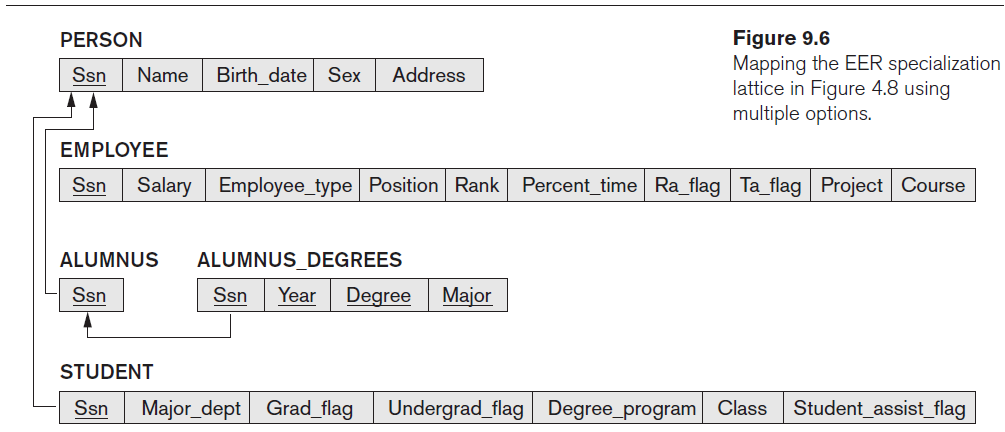 PERSON
Ssn Name Birth_date Sex Address
Figure 9.6
Mapping the EER specialization
lattice in Figure 4.8 using
multiple options.
EMPLOYEE
Ssn Salary Employee_type Position Rank Percent_time Ra_flag Ta_flag Project Course
ALUMNUS
Ssn
ALUMNUS_DEGREES
Ssn Year Degree Major
STUDENT
Ssn Major_dept Grad_flag Undergrad_flag Degree_program Class Student_assist_flag